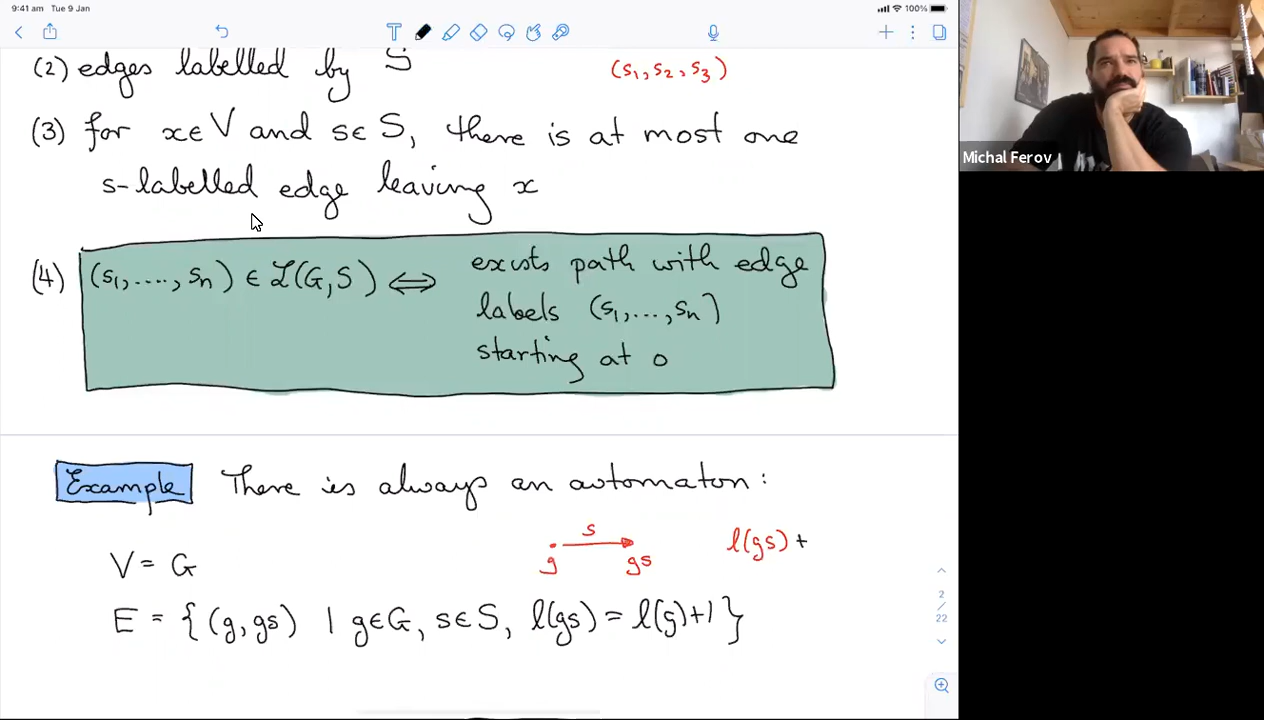 9:41 am Tue 9 Jan
100%
(2) edges labelled by S
(s₁, s₂, s₃)
(3) for x∈V and s∈S, there is at most one
s-labelled edge leaving x
(4) (s₁, ...., sₙ) ∈ ℒ(G,S) ⟺ exists path with edge
labels (s₁, ..., sₙ)
starting at o
Example There is always an automaton:
s
g gs
l(gs) +
V = G
E = { (g, gs) | g∈G, s∈S, l(gs) = l(g)+1 }
2
/
22
Michal Ferov